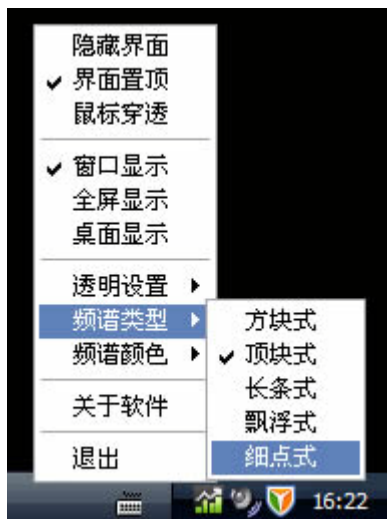 隐藏界面
界面置顶
鼠标穿透
窗口显示
全屏显示
桌面显示
透明设置
频谱类型
频谱颜色
关于软件
退出
方块式
顶块式
长条式
飘浮式
细点式
16:22